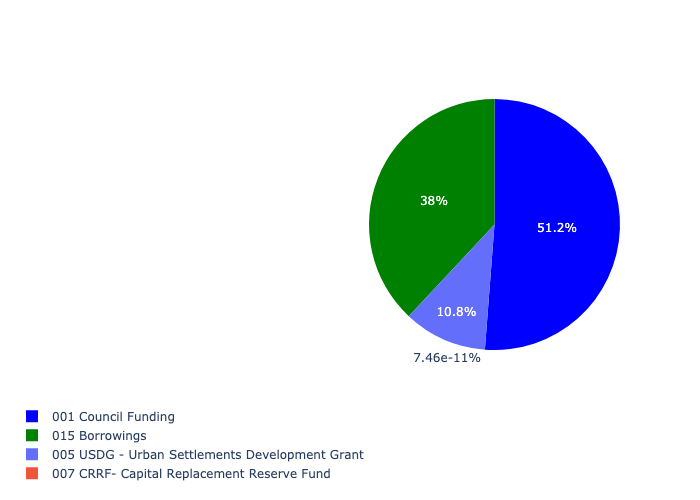 38%
51.2%
10.8%
7.46e-11%
001 Council Funding
015 Borrowings
005 USDG - Urban Settlements Development Grant
007 CRRF- Capital Replacement Reserve Fund